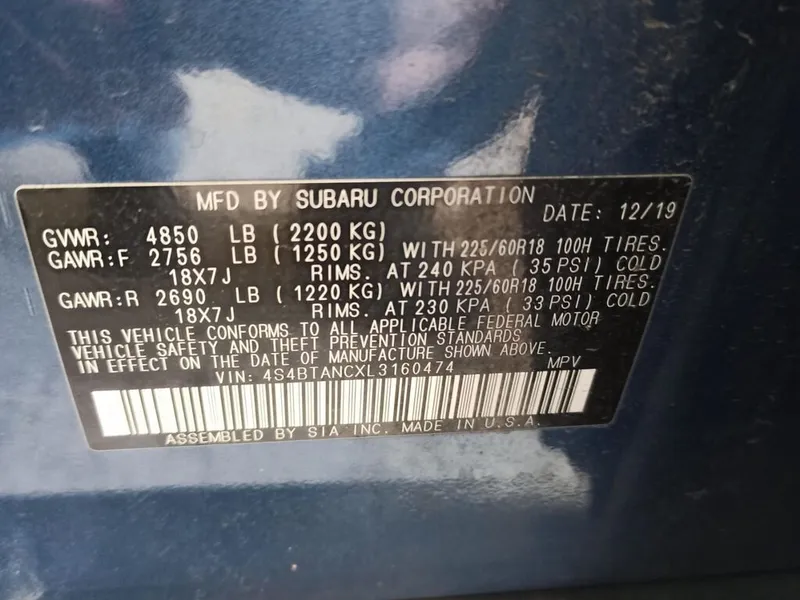 MFD BY SUBARU CORPORATION
DATE: 12/19
GVWR: 4850 LB (2200 KG)
GAWR:F 2756 LB (1250 KG) WITH 225/60R18 100H TIRES.
18X7J RIMS. AT 240 KPA (35 PSI) COLD
GAWR:R 2690 LB (1220 KG) WITH 225/60R18 100H TIRES.
18X7J RIMS. AT 230 KPA (33 PSI) COLD
THIS VEHICLE CONFORMS TO ALL APPLICABLE FEDERAL MOTOR
VEHICLE SAFETY AND THEFT PREVENTION STANDARDS
IN EFFECT ON THE DATE OF MANUFACTURE SHOWN ABOVE.
VIN: 4S4BTANCXL3160474 MPV
ASSEMBLED BY SIA INC. MADE IN U.S.A.